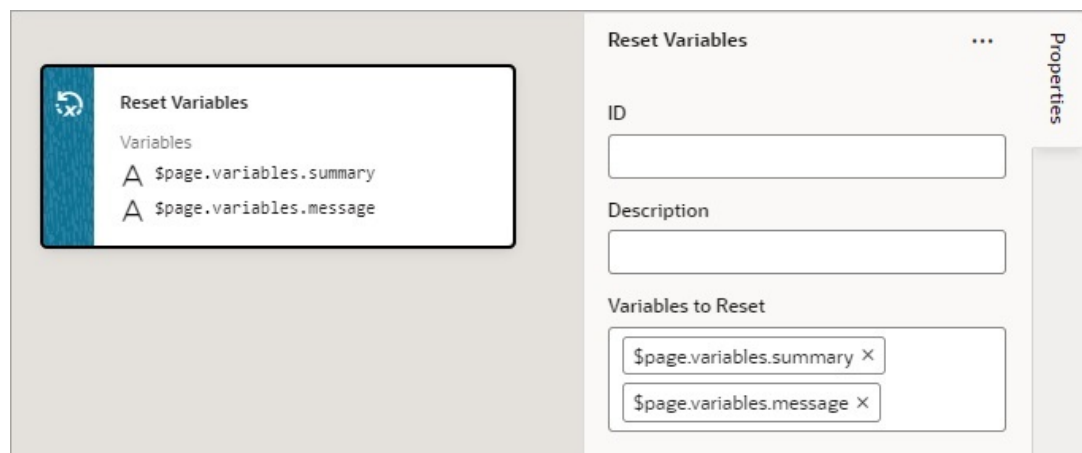 Reset Variables
Variables
A $page.variables.summary
A $page.variables.message
Reset Variables
...
Properties
ID
Description
Variables to Reset
$page.variables.summary ×
$page.variables.message ×